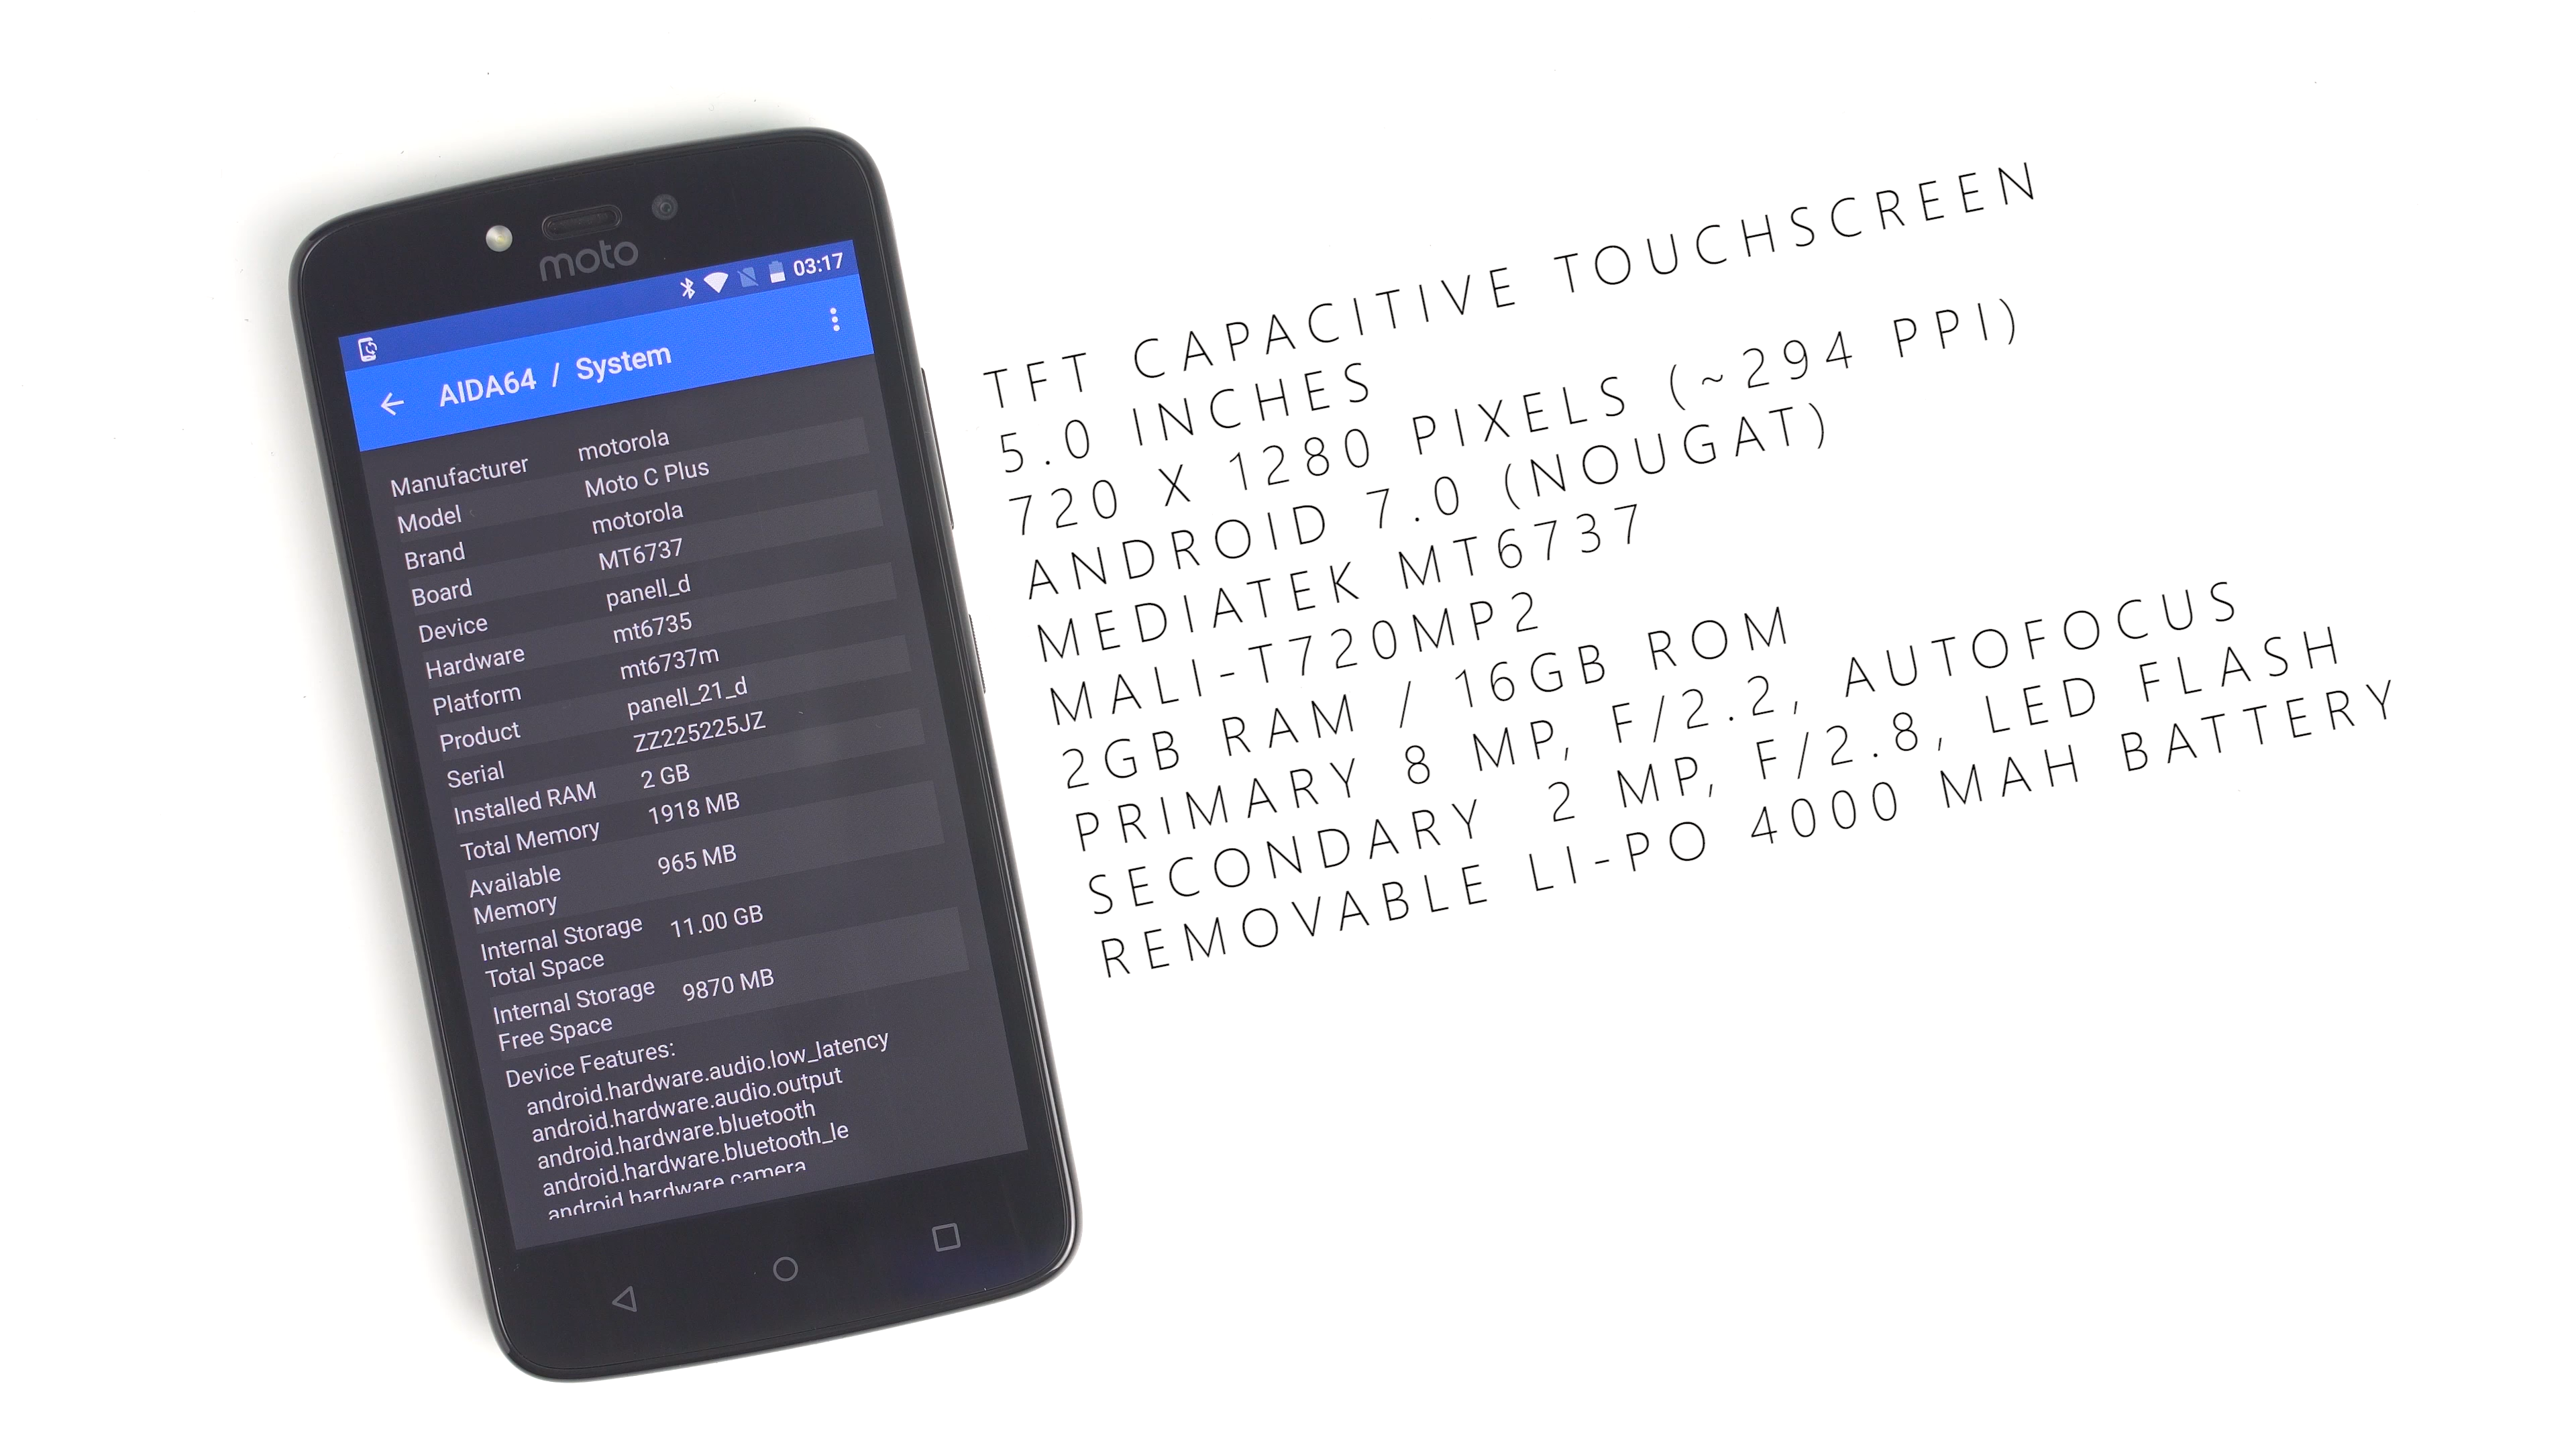 moto
03:17
AIDA64 / System
Manufacturer motorola
Model Moto C Plus
Brand motorola
Board MT6737
Device panell_d
Hardware mt6735
Platform mt6737m
Product panell_21_d
Serial ZZ225225JZ
Installed RAM 2 GB
Total Memory 1918 MB
Available
Memory 965 MB
Internal Storage
Total Space 11.00 GB
Internal Storage
Free Space 9870 MB
Device Features:
android.hardware.audio.low_latency
android.hardware.audio.output
android.hardware.bluetooth
android.hardware.bluetooth_le
android.hardware.camera
TFT CAPACITIVE TOUCHSCREEN
5.0 INCHES
720 X 1280 PIXELS (~294 PPI)
ANDROID 7.0 (NOUGAT)
MEDIATEK MT6737
MALI-T720MP2
2GB RAM / 16GB ROM
PRIMARY 8 MP, F/2.2, AUTOFOCUS
SECONDARY 2 MP, F/2.8, LED FLASH
REMOVABLE LI-PO 4000 MAH BATTERY